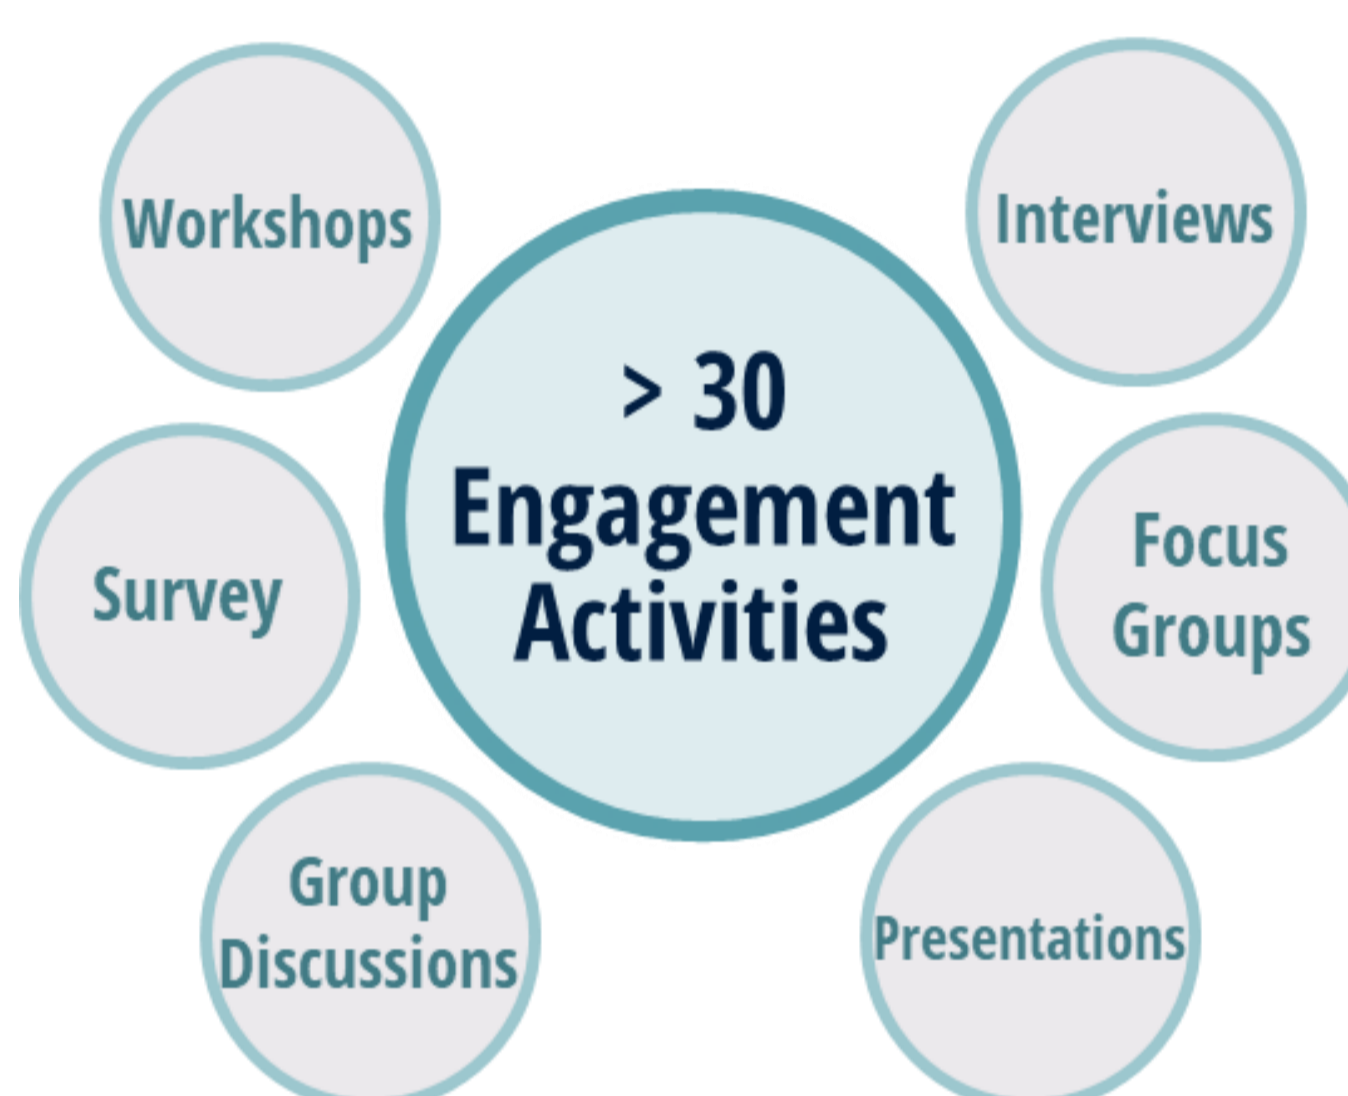 Workshops
Interviews
> 30
Engagement
Activities
Survey
Focus
Groups
Group
Discussions
Presentations